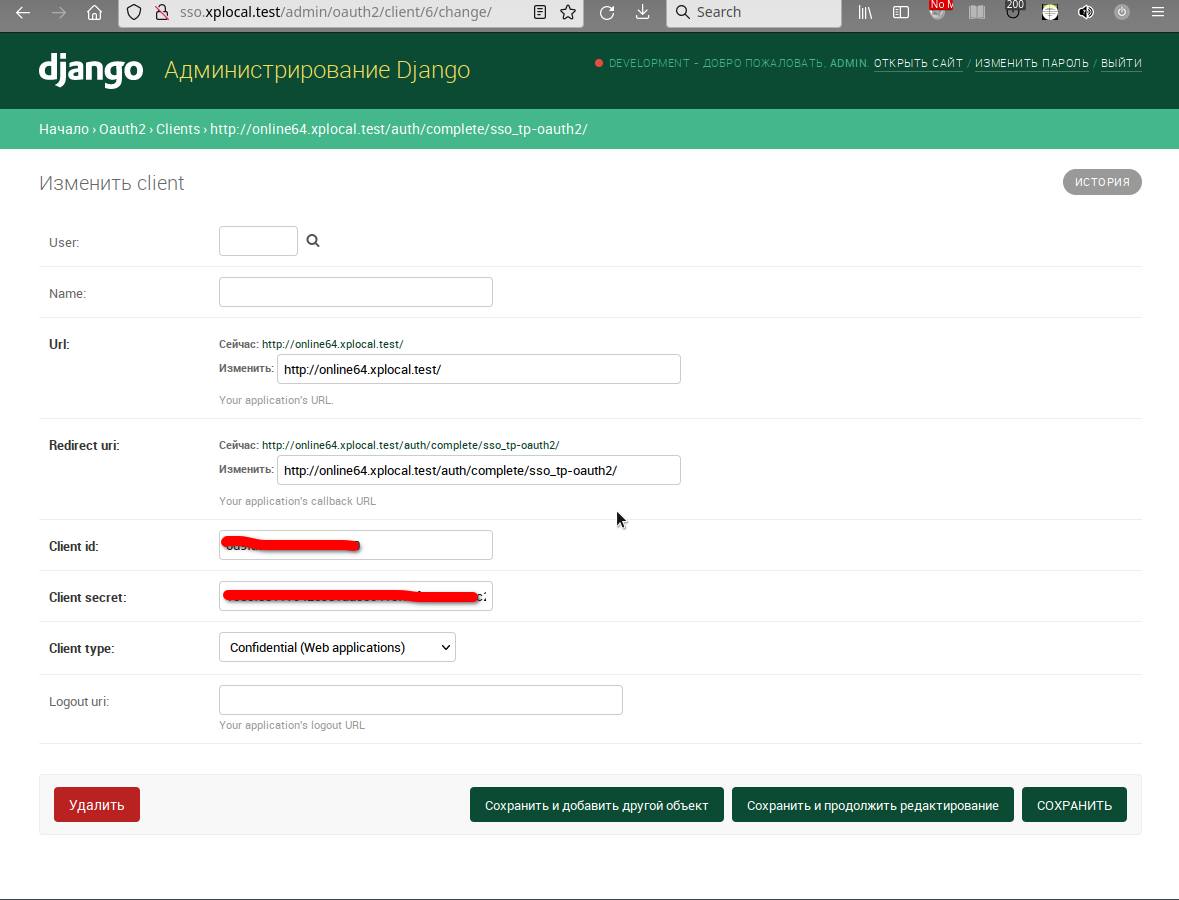 sso.xplocal.test/admin/oauth2/client/6/change/ Search No M 200
django Администрирование Django DEVELOPMENT - ДОБРО ПОЖАЛОВАТЬ, ADMIN. ОТКРЫТЬ САЙТ / ИЗМЕНИТЬ ПАРОЛЬ / ВЫЙТИ
Начало › Oauth2 › Clients › http://online64.xplocal.test/auth/complete/sso_tp-oauth2/
Изменить client ИСТОРИЯ
User:
Name:
Url: Сейчас: http://online64.xplocal.test/
Изменить: http://online64.xplocal.test/
Your application's URL.
Redirect uri: Сейчас: http://online64.xplocal.test/auth/complete/sso_tp-oauth2/
Изменить: http://online64.xplocal.test/auth/complete/sso_tp-oauth2/
Your application's callback URL
Client id:
Client secret:
Client type: Confidential (Web applications)
Logout uri:
Your application's logout URL
Удалить Сохранить и добавить другой объект Сохранить и продолжить редактирование СОХРАНИТЬ